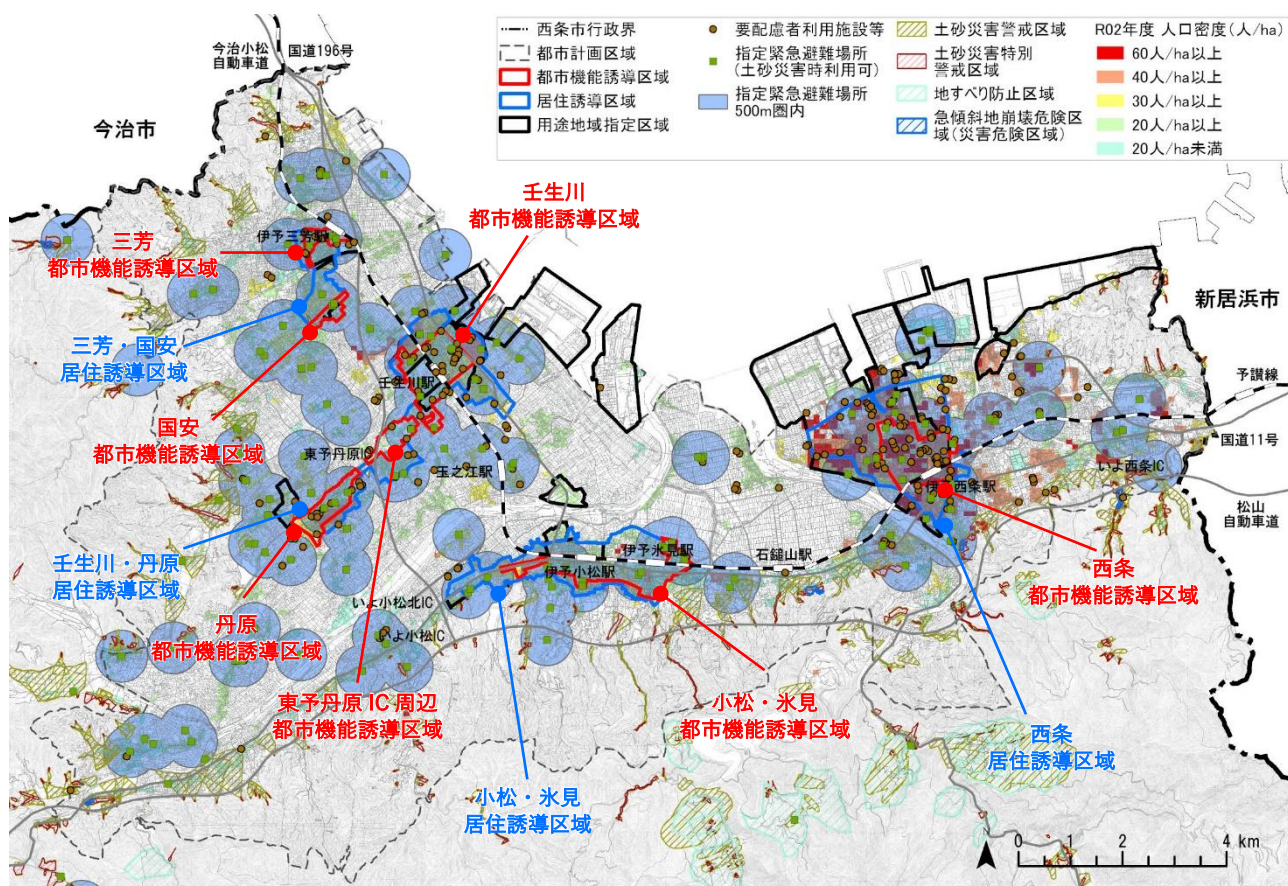 西条市行政界
都市計画区域
都市機能誘導区域
居住誘導区域
用途地域指定区域
要配慮者利用施設等
指定緊急避難場所
(土砂災害時利用可)
指定緊急避難場所
500m圏内
土砂災害警戒区域
土砂災害特別
警戒区域
地すべり防止区域
急傾斜地崩壊危険区
域(災害危険区域)
R02年度 人口密度(人/ha)
60人/ha以上
40人/ha以上
30人/ha以上
20人/ha以上
20人/ha未満
今治小松
自動車道
国道196号
今治市
壬生川
都市機能誘導区域
伊予三芳駅
三芳
都市機能誘導区域
新居浜市
三芳・国安
居住誘導区域
壬生川駅
予讃線
国安
都市機能誘導区域
国道11号
東予丹原IC
玉之江駅
いよ西条IC
伊予西条駅
松山
自動車道
壬生川・丹原
居住誘導区域
伊予氷見駅
石鎚山駅
伊予小松駅
西条
都市機能誘導区域
いよ小松北IC
丹原
都市機能誘導区域
いよ小松IC
東予丹原IC周辺
都市機能誘導区域
小松・氷見
都市機能誘導区域
西条
居住誘導区域
小松・氷見
居住誘導区域
0 1 2 4 km